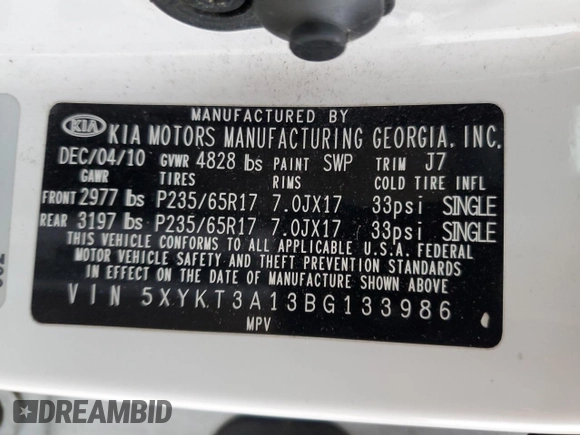 MANUFACTURED BY
KIA KIA MOTORS MANUFACTURING GEORGIA, INC.
DEC/04/10 GVWR 4828 lbs PAINT SWP TRIM J7
GAWR TIRES RIMS COLD TIRE INFL
FRONT 2977 lbs P235/65R17 7.0JX17 33psi SINGLE
REAR 3197 lbs P235/65R17 7.0JX17 33psi SINGLE
THIS VEHICLE CONFORMS TO ALL APPLICABLE U.S.A. FEDERAL
MOTOR VEHICLE SAFETY AND THEFT PREVENTION STANDARDS
IN EFFECT ON THE DATE OF MANUFACTURE SHOWN ABOVE
VIN 5XYKT3A13BG133986
MPV
DREAMBID